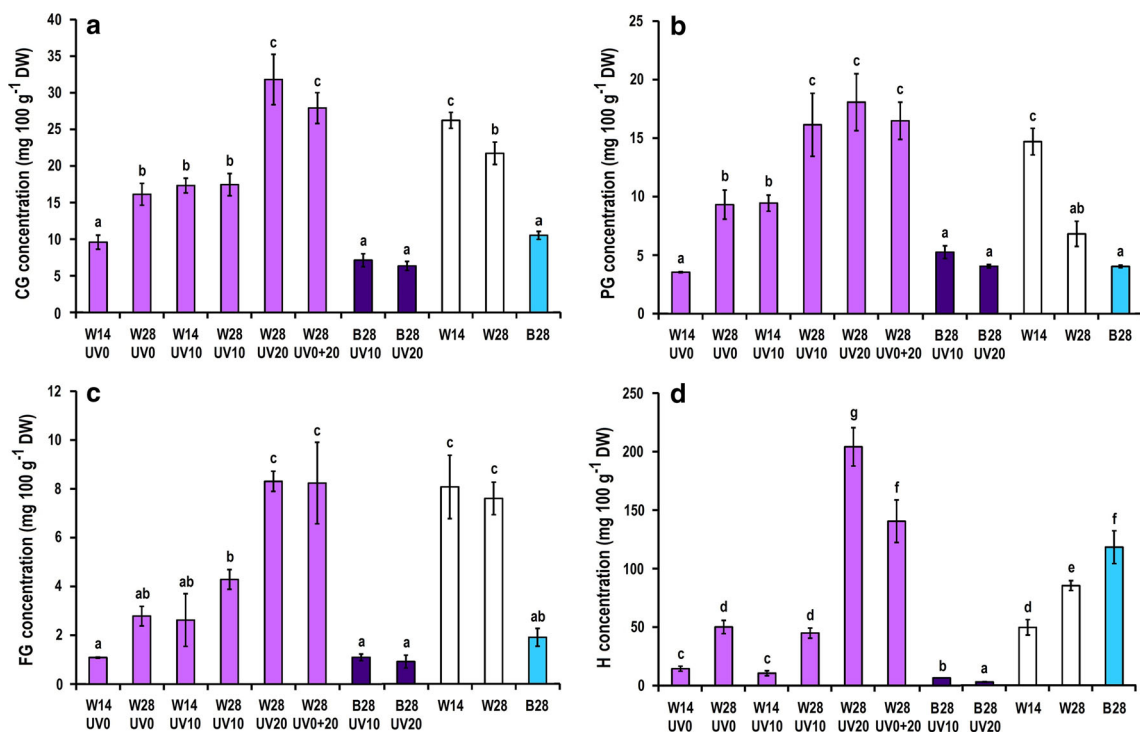 a
CG concentration (mg 100 g⁻¹ DW)
40
35
30
25
20
15
10
5
0
a
b
b
b
c
c
a
a
c
b
a
W14 W28 W14 W28 W28 W28 B28 B28 W14 W28 B28
UV0 UV0 UV10 UV10 UV20 UV0+20 UV10 UV20
b
PG concentration (mg 100 g⁻¹ DW)
25
20
15
10
5
0
a
b
b
c
c
c
a
a
c
ab
a
W14 W28 W14 W28 W28 W28 B28 B28 W14 W28 B28
UV0 UV0 UV10 UV10 UV20 UV0+20 UV10 UV20
c
FG concentration (mg 100 g⁻¹ DW)
12
10
8
6
4
2
0
a
ab
ab
b
c
c
a
a
c
c
ab
W14 W28 W14 W28 W28 W28 B28 B28 W14 W28 B28
UV0 UV0 UV10 UV10 UV20 UV0+20 UV10 UV20
d
H concentration (mg 100 g⁻¹ DW)
250
200
150
100
50
0
c
d
c
d
g
f
b
a
d
e
f
W14 W28 W14 W28 W28 W28 B28 B28 W14 W28 B28
UV0 UV0 UV10 UV10 UV20 UV0+20 UV10 UV20